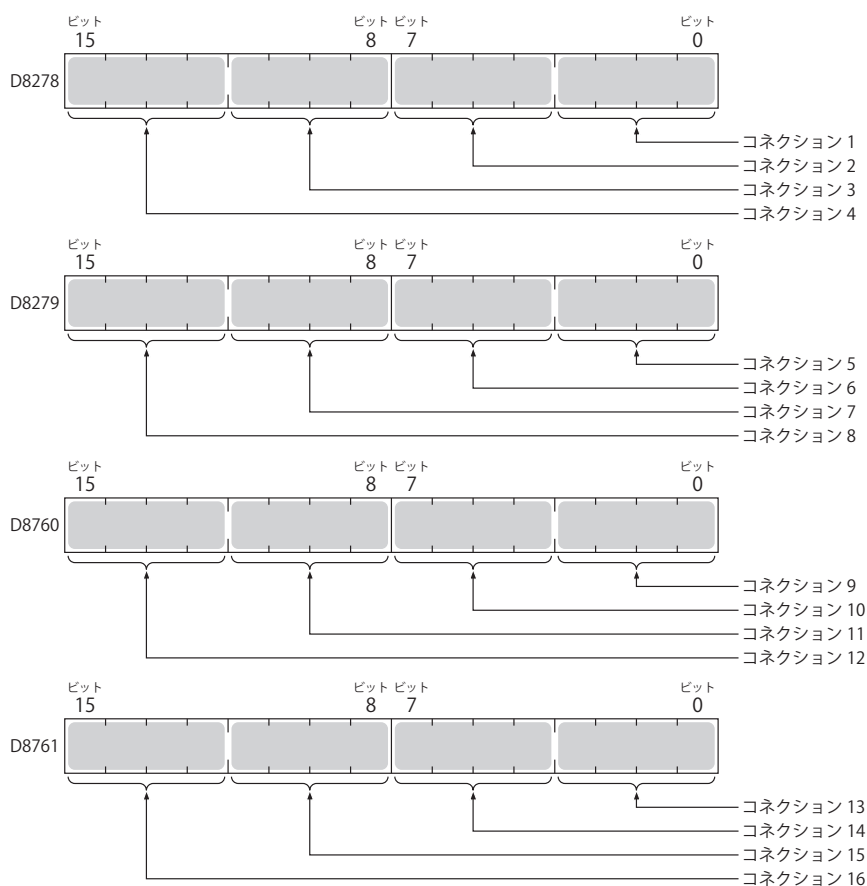 ビット ビット ビット ビット
15 8 7 0
D8278
コネクション 1
コネクション 2
コネクション 3
コネクション 4
ビット ビット ビット ビット
15 8 7 0
D8279
コネクション 5
コネクション 6
コネクション 7
コネクション 8
ビット ビット ビット ビット
15 8 7 0
D8760
コネクション 9
コネクション 10
コネクション 11
コネクション 12
ビット ビット ビット ビット
15 8 7 0
D8761
コネクション 13
コネクション 14
コネクション 15
コネクション 16